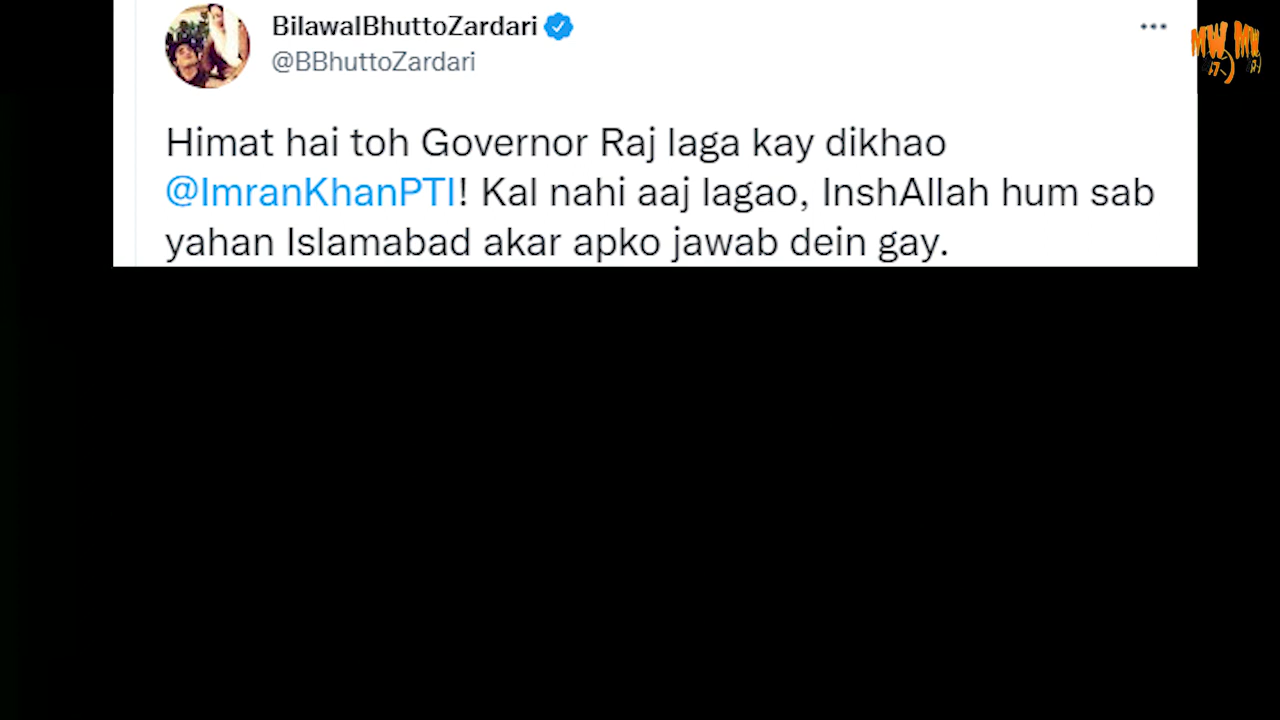 BilawalBhuttoZardari
@BBhuttoZardari
Himat hai toh Governor Raj laga kay dikhao
@ImranKhanPTI! Kal nahi aaj lagao, InshAllah hum sab
yahan Islamabad akar apko jawab dein gay.